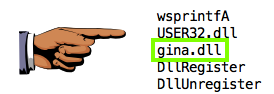 wsprintfA
USER32.dll
gina.dll
DllRegister
DllUnregister